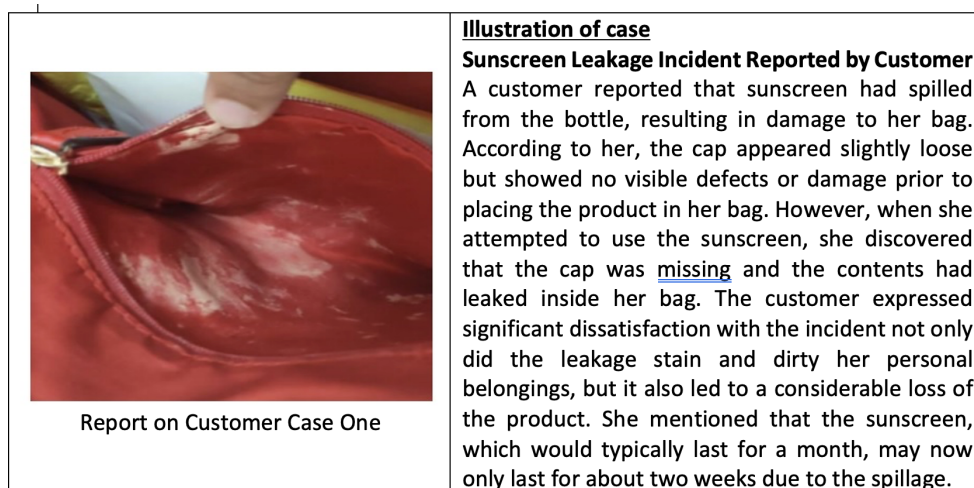 Illustration of case
Sunscreen Leakage Incident Reported by Customer
A customer reported that sunscreen had spilled
from the bottle, resulting in damage to her bag.
According to her, the cap appeared slightly loose
but showed no visible defects or damage prior to
placing the product in her bag. However, when she
attempted to use the sunscreen, she discovered
that the cap was missing and the contents had
leaked inside her bag. The customer expressed
significant dissatisfaction with the incident not only
did the leakage stain and dirty her personal
belongings, but it also led to a considerable loss of
the product. She mentioned that the sunscreen,
which would typically last for a month, may now
only last for about two weeks due to the spillage.
Report on Customer Case One